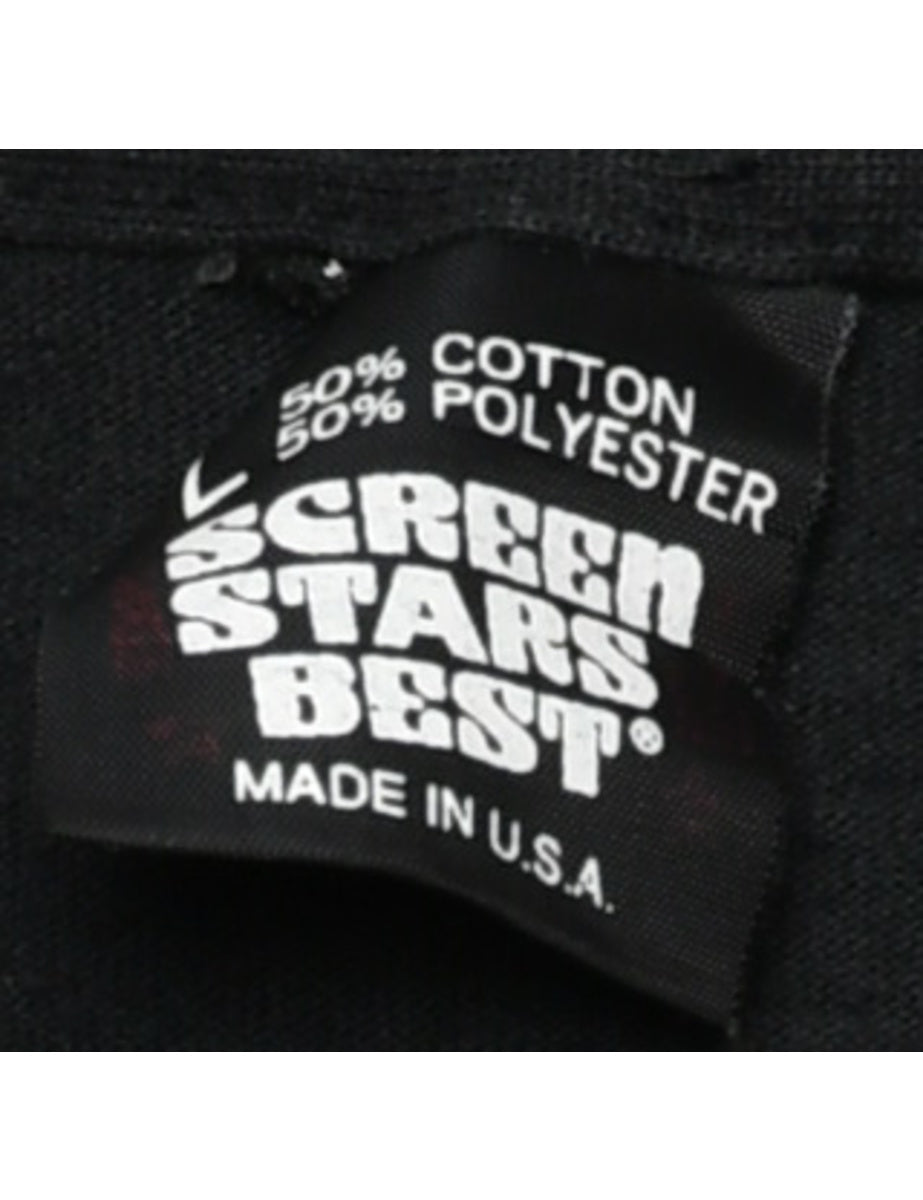 50% COTTON
50% POLYESTER
L
SCREEN
STARS
BEST®
MADE IN U.S.A.